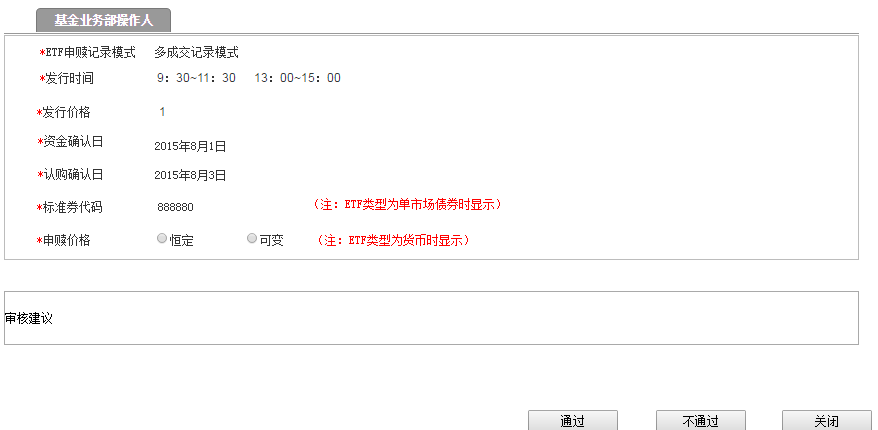 基金业务部操作人
*ETF申赎记录模式 多成交记录模式
*发行时间 9：30~11：30 13：00~15：00
*发行价格 1
*资金确认日 2015年8月1日
*认购确认日 2015年8月3日
*标准券代码 888880 （注：ETF类型为单市场债券时显示）
*申赎价格 恒定 可变 （注：ETF类型为货币时显示）
审核建议
通过 不通过 关闭